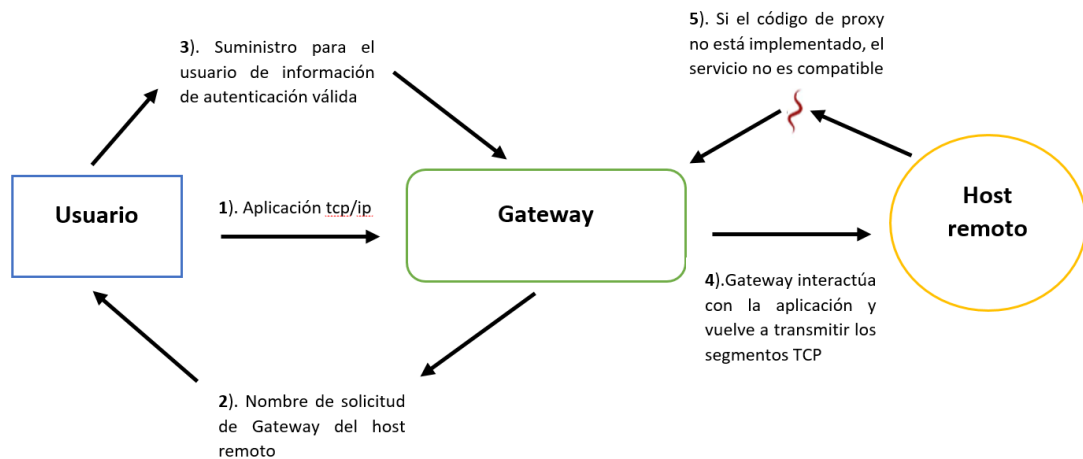 3). Suministro para el
usuario de información
de autenticación válida
5). Si el código de proxy
no está implementado, el
servicio no es compatible
Usuario
1). Aplicación tcp/ip
Gateway
Host
remoto
4).Gateway interactúa
con la aplicación y
vuelve a transmitir los
segmentos TCP
2). Nombre de solicitud
de Gateway del host
remoto